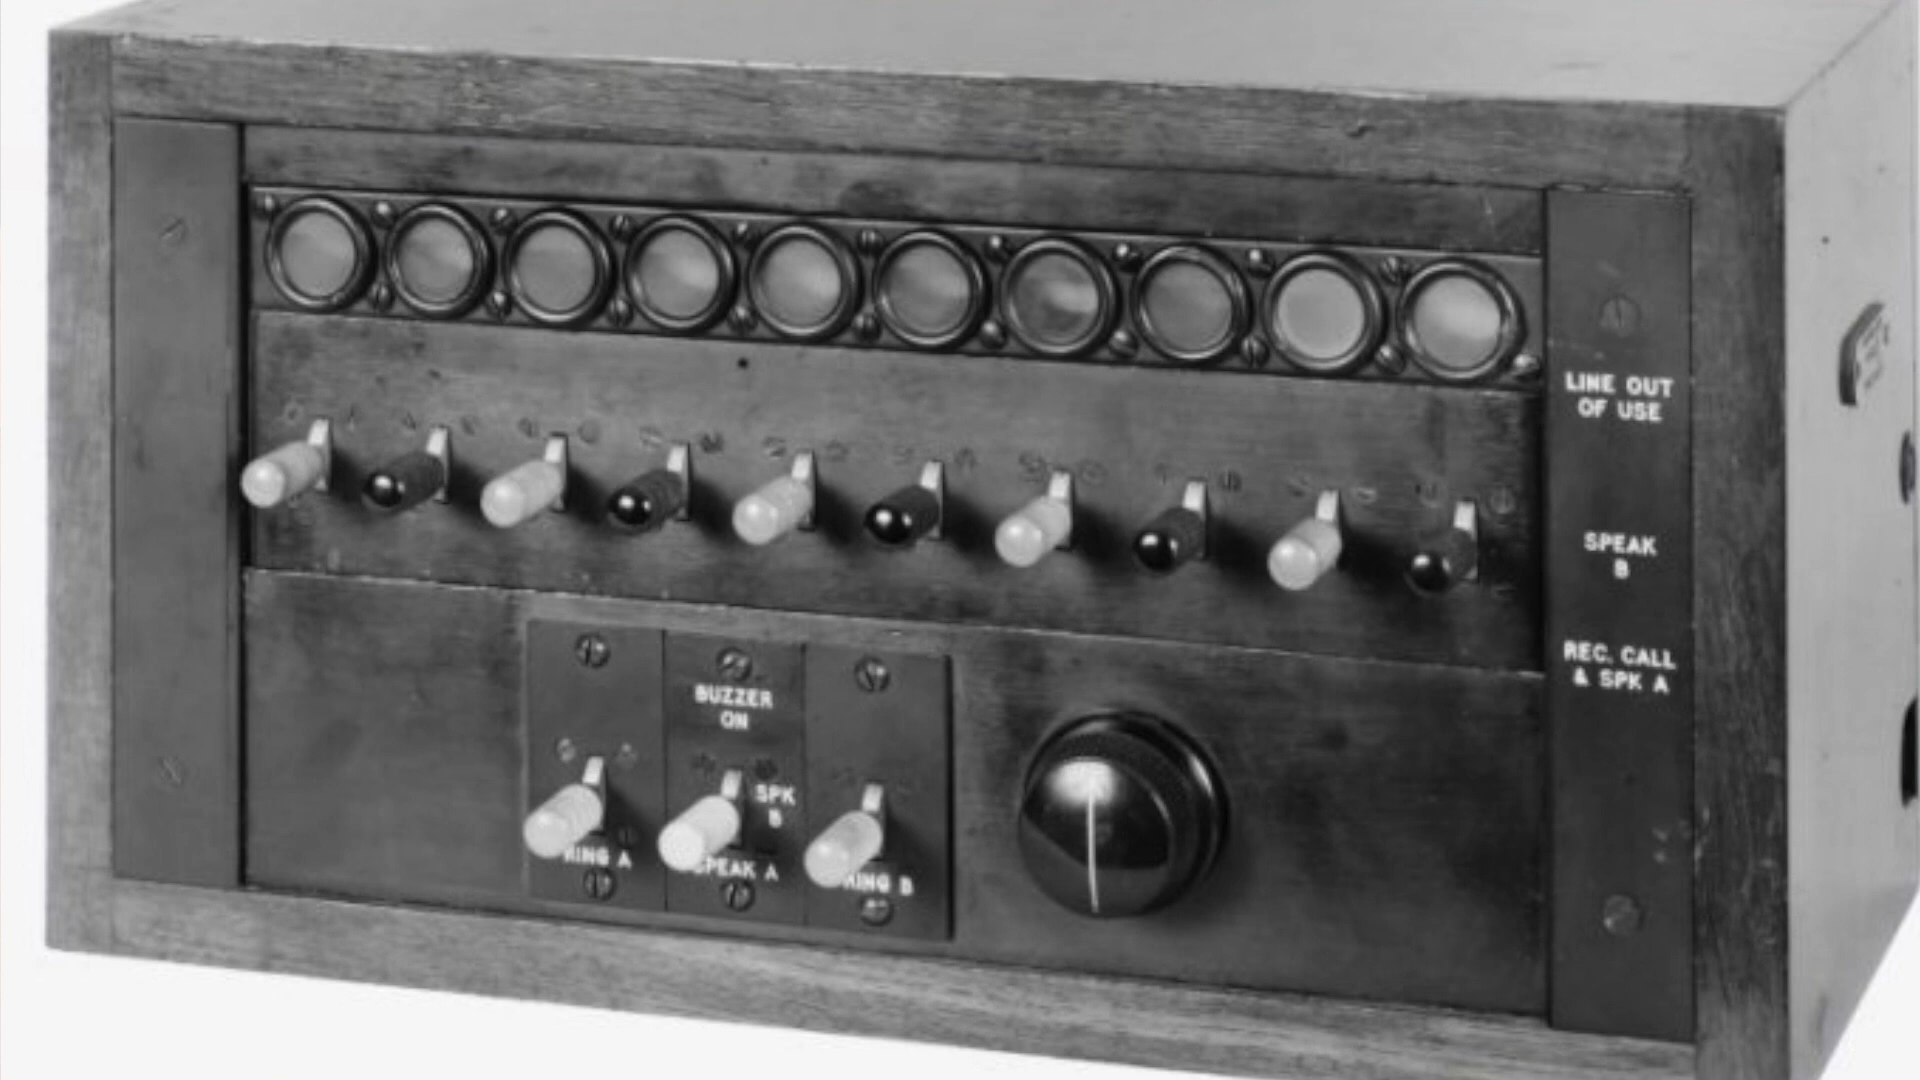 LINE OUT
OF USE
SPEAK
B
REC. CALL
& SPK A
BUZZER
ON
SPK
B
RING A
SPEAK A
RING B